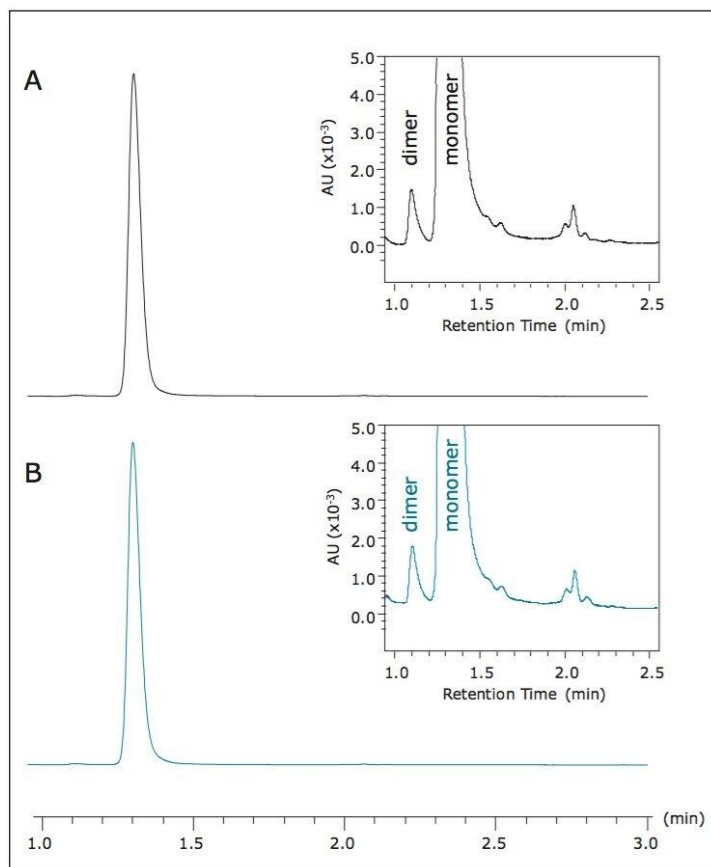 A
AU (x10⁻³)
5.0
4.0
3.0
2.0
1.0
0.0
dimer
monomer
1.0 1.5 2.0 2.5
Retention Time (min)
B
AU (x10⁻³)
5.0
4.0
3.0
2.0
1.0
0.0
dimer
monomer
1.0 1.5 2.0 2.5
Retention Time (min)
(min)
1.0 1.5 2.0 2.5 3.0